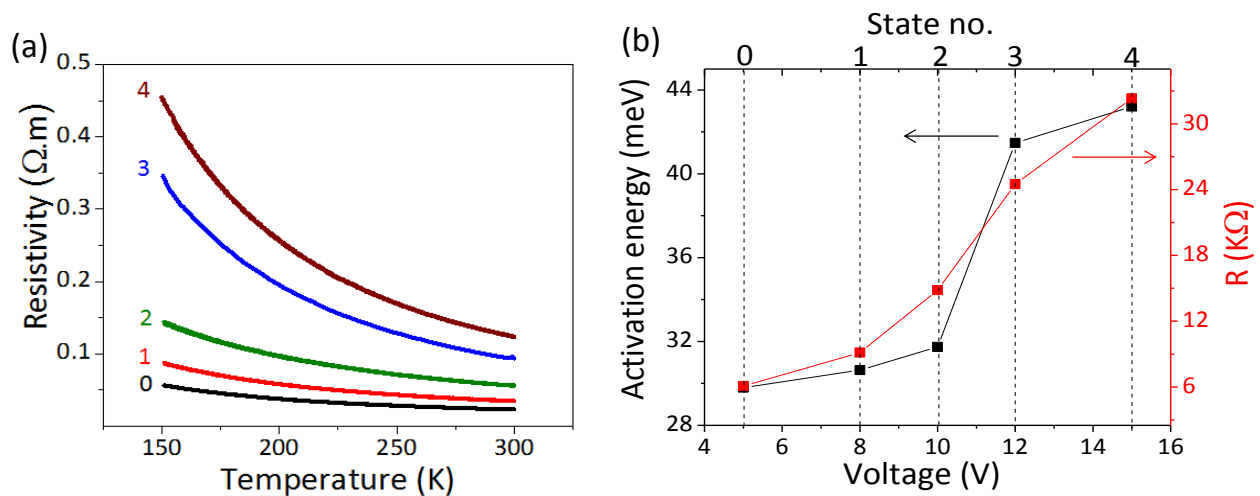 (a)
Resistivity (Ω.m)
0.5
0.4
0.3
0.2
0.1
4
3
2
1
0
150 200 250 300
Temperature (K)
(b)
State no.
0 1 2 3 4
Activation energy (meV)
44
40
36
32
28
30
24
18
12
6
R (KΩ)
4 6 8 10 12 14 16
Voltage (V)